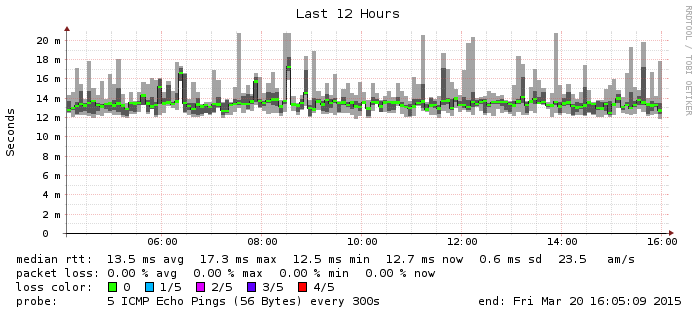 Last 12 Hours
RRDTOOL / TOBI OETIKER
Seconds
20 m
18 m
16 m
14 m
12 m
10 m
8 m
6 m
4 m
2 m
0
06:00 08:00 10:00 12:00 14:00 16:00
median rtt: 13.5 ms avg 17.3 ms max 12.5 ms min 12.7 ms now 0.6 ms sd 23.5 am/s
packet loss: 0.00 % avg 0.00 % max 0.00 % min 0.00 % now
loss color: 0 1/5 2/5 3/5 4/5
probe: 5 ICMP Echo Pings (56 Bytes) every 300s end: Fri Mar 20 16:05:09 2015